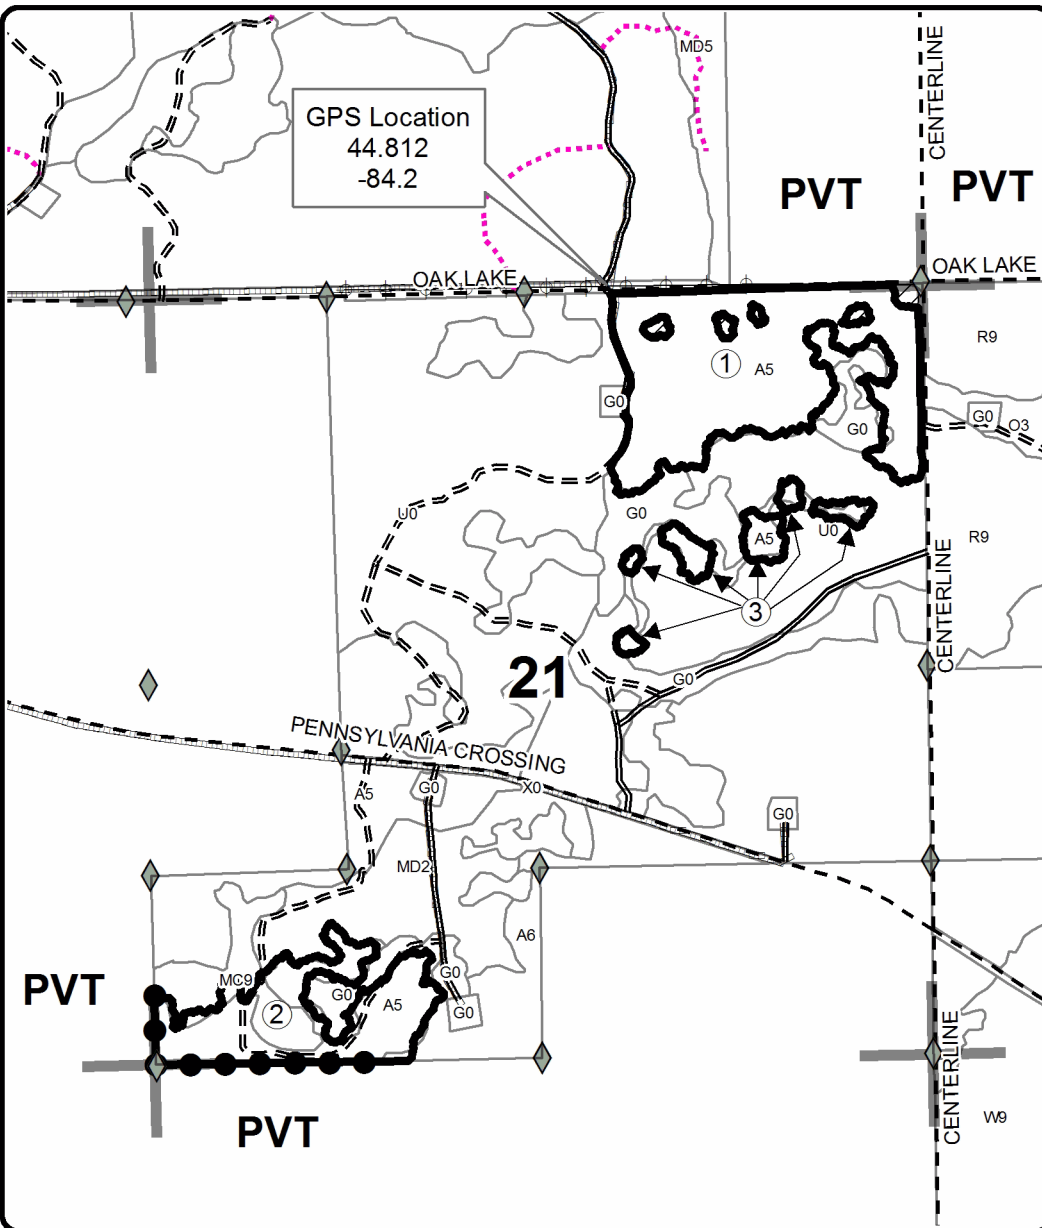 MD5
CENTERLINE
GPS Location
44.812
-84.2
PVT
PVT
OAK LAKE
OAK LAKE
R9
1
A5
G0
G0
G0
O3
U0
G0
A5
U0
R9
CENTERLINE
3
21
G0
PENNSYLVANIA CROSSING
A5
G0
X0
G0
MD2
A6
PVT
MC9
G0
G0
A5
2
G0
CENTERLINE
W9
PVT